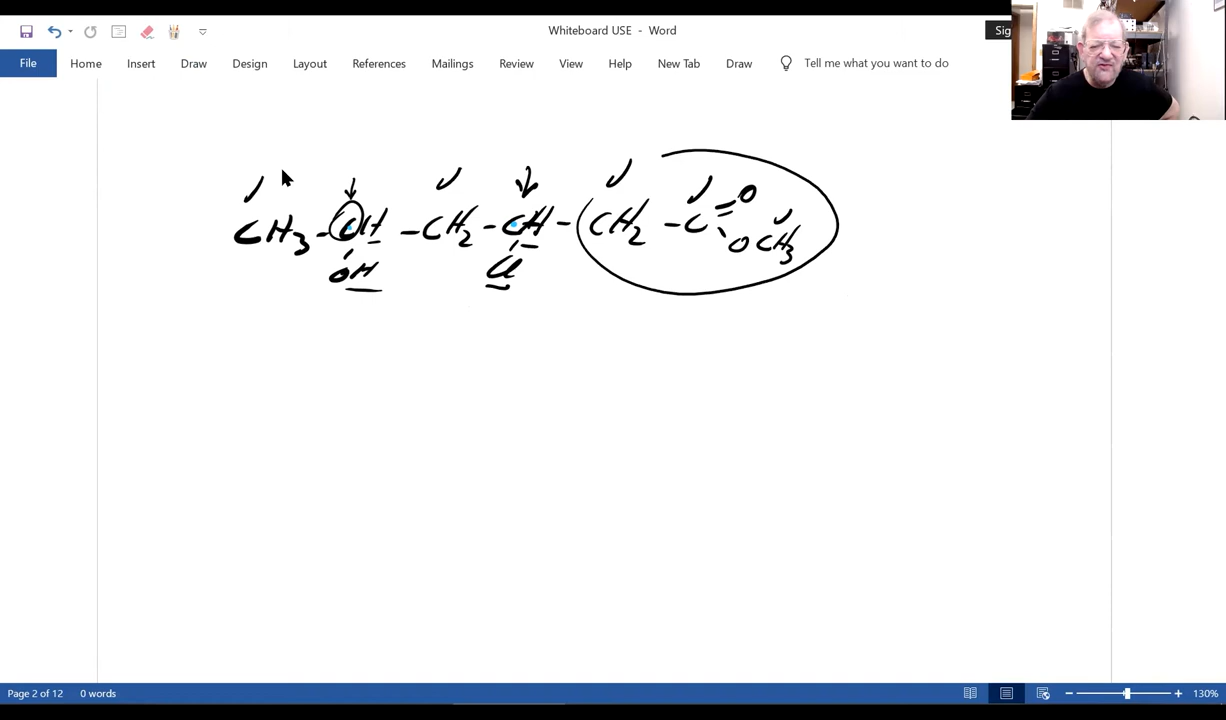 Whiteboard USE - Word
File Home Insert Draw Design Layout References Mailings Review View Help New Tab Draw Tell me what you want to do
CH3 - CH - CH2 - CH - CH2 - C = O
OH Cl OCH3
Page 2 of 12 0 words 130%